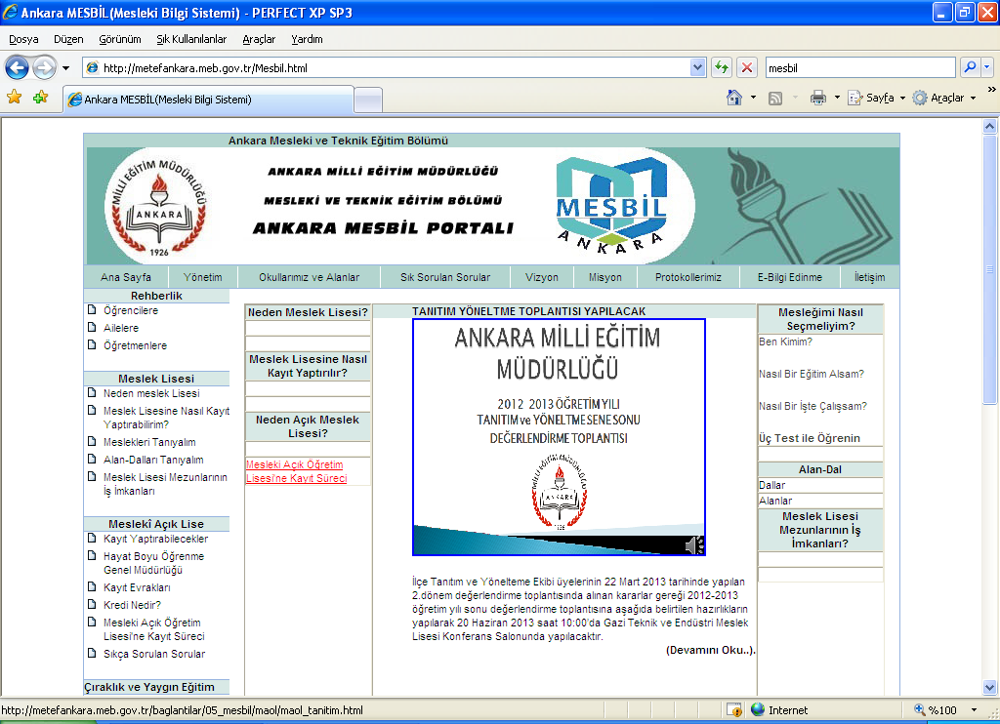 Ankara MESBİL(Mesleki Bilgi Sistemi) - PERFECT XP SP3
Dosya Düzen Görünüm Sık Kullanılanlar Araçlar Yardım
http://metefankara.meb.gov.tr/Mesbil.html
mesbil
Ankara MESBİL(Mesleki Bilgi Sistemi)
Sayfa Araçlar
Ankara Mesleki ve Teknik Eğitim Bölümü
MİLLİ EĞİTİM MÜDÜRLÜĞÜ
ANKARA
1926
ANKARA MİLLİ EĞİTİM MÜDÜRLÜĞÜ
MESLEKİ VE TEKNİK EĞİTİM BÖLÜMÜ
ANKARA MESBİL PORTALI
MESBİL
ANKARA
Ana Sayfa Yönetim Okullarımız ve Alanlar Sık Sorulan Sorular Vizyon Misyon Protokollerimiz E-Bilgi Edinme İletişim
Rehberlik
Öğrencilere
Ailelere
Öğretmenlere
Meslek Lisesi
Neden meslek Lisesi
Meslek Lisesine Nasıl Kayıt
Yaptırabilirim?
Meslekleri Tanıyalım
Alan-Dalları Tanıyalım
Meslek Lisesi Mezunlarının
İş İmkanları
Meslekî Açık Lise
Kayıt Yaptırabilecekler
Hayat Boyu Öğrenme
Genel Müdürlüğü
Kayıt Evrakları
Kredi Nedir?
Mesleki Açık Öğretim
Lisesi'ne Kayıt Süreci
Sıkça Sorulan Sorular
Çıraklık ve Yaygın Eğitim
Neden Meslek Lisesi?
Meslek Lisesine Nasıl
Kayıt Yaptırılır?
Neden Açık Meslek
Lisesi?
Mesleki Açık Öğretim
Lisesi'ne Kayıt Süreci
TANITIM YÖNELTME TOPLANTISI YAPILACAK
ANKARA MİLLİ EĞİTİM
MÜDÜRLÜĞÜ
2012 2013 ÖĞRETİM YILI
TANITIM ve YÖNELTME SENE SONU
DEĞERLENDİRME TOPLANTISI
MİLLİ EĞİTİM MÜDÜRLÜĞÜ
ANKARA
1926
İlçe Tanıtım ve Yönelteme Ekibi üyelerinin 22 Mart 2013 tarihinde yapılan
2.dönem değerlendirme toplantısında alınan kararlar gereği 2012-2013
öğretim yılı sonu değerlendirme toplantısına aşağıda belirtilen hazırlıkların
yapılarak 20 Haziran 2013 saat 10:00'da Gazi Teknik ve Endüstri Meslek
Lisesi Konferans Salonunda yapılacaktır.
(Devamını Oku..).
Mesleğimi Nasıl
Seçmeliyim?
Ben Kimim?
Nasıl Bir Eğitim Alsam?
Nasıl Bir İşte Çalışsam?
Üç Test ile Öğrenin
Alan-Dal
Dallar
Alanlar
Meslek Lisesi
Mezunlarının İş
İmkanları?
http://metefankara.meb.gov.tr/baglantilar/05_mesbil/maol/maol_tanitim.html
Internet
%100